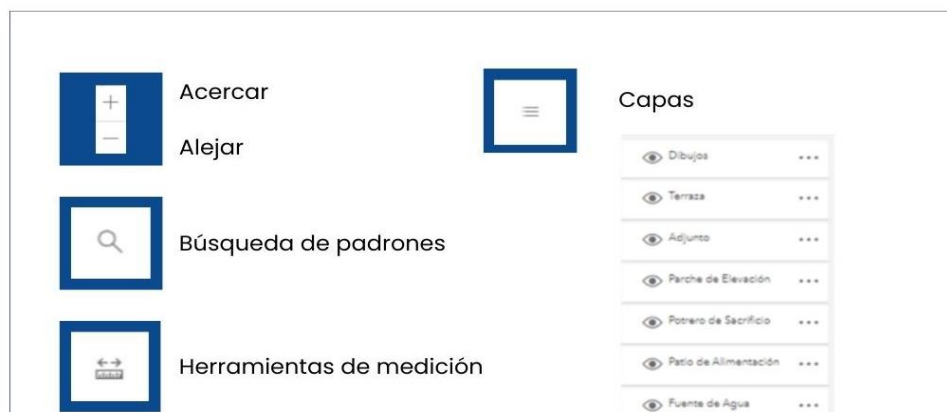 Acercar
Alejar
Búsqueda de padrones
Herramientas de medición
Capas
Dibujos
Terraza
Adjunto
Parche de Elevación
Potrero de Sacrificio
Patio de Alimentación
Fuente de Agua